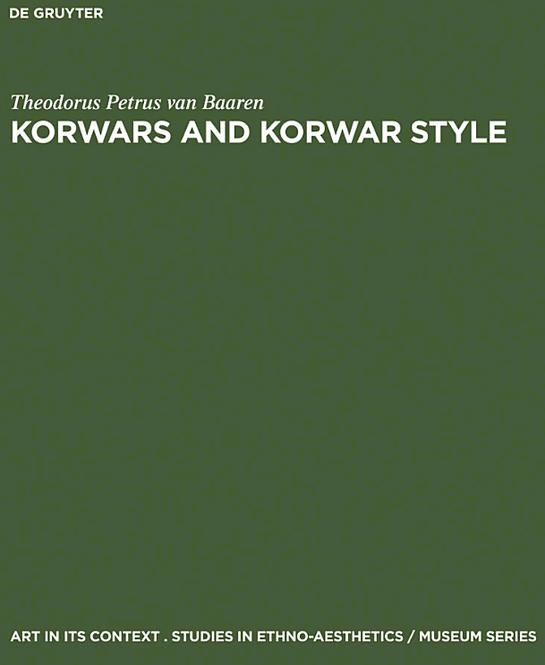 DE GRUYTER
Theodorus Petrus van Baaren
KORWARS AND KORWAR STYLE
ART IN ITS CONTEXT . STUDIES IN ETHNO-AESTHETICS / MUSEUM SERIES